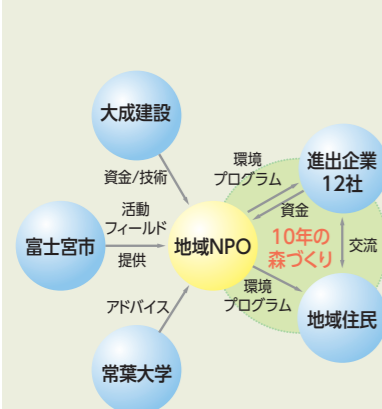 大成建設
資金/技術
富士宮市
活動
フィールド
提供
アドバイス
常葉大学
地域NPO
環境
プログラム
資金
進出企業
12社
10年の
森づくり
交流
環境
プログラム
地域住民